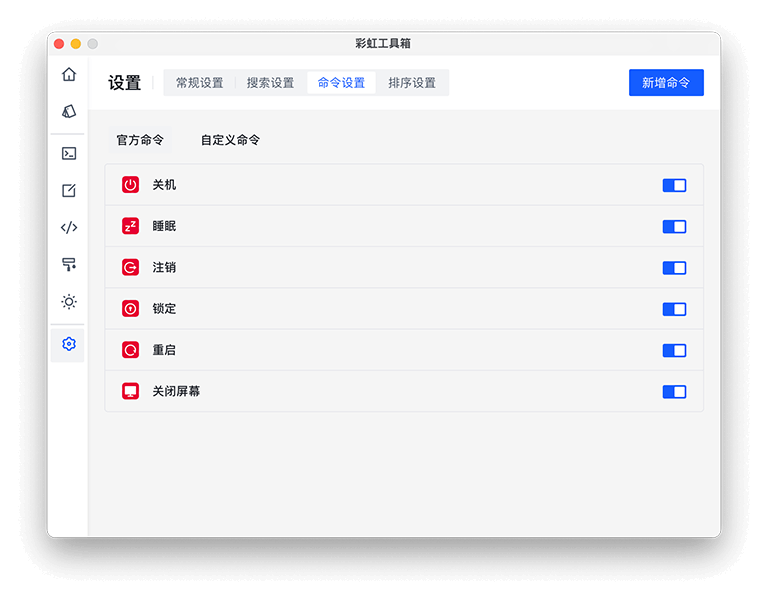 彩虹工具箱
设置 常规设置 搜索设置 命令设置 排序设置 新增命令
官方命令 自定义命令
关机
睡眠
注销
锁定
重启
关闭屏幕